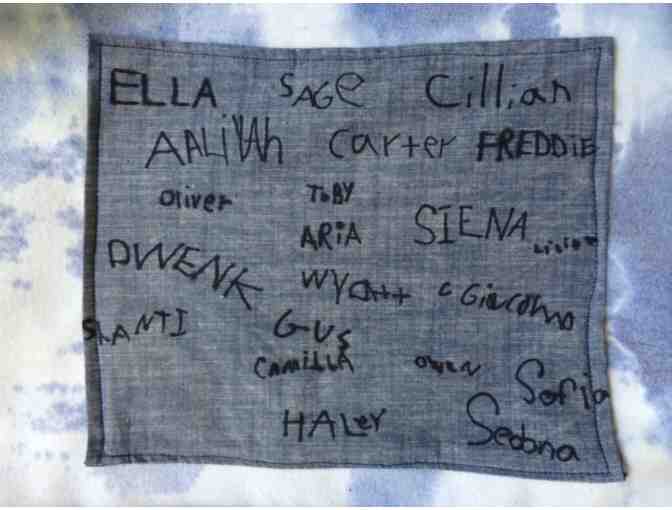 ELLA SAGe Cillian
AALiYAh Carter FREDDiE
Oliver ToBY
ARiA SIENA
DWENK WYAtt Giacomo
ShANTI GUS
CAMiLLA OWEN Sofia
HALeY Sedona